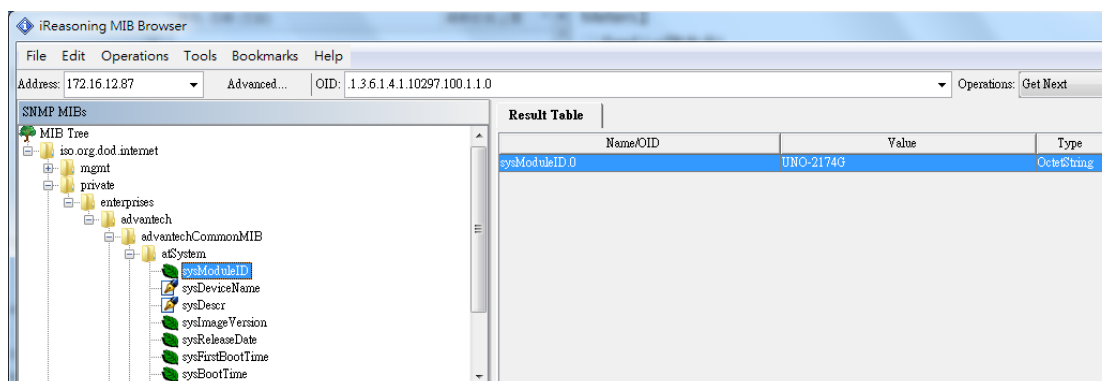 iReasoning MIB Browser
File Edit Operations Tools Bookmarks Help
Address: 172.16.12.87 Advanced... OID: .1.3.6.1.4.1.10297.100.1.1.0 Operations: Get Next
SNMP MIBs
Result Table
MIB Tree
Name/OID Value Type
iso.org.dod.internet
sysModuleID.0 UNO-2174G OctetString
mgmt
private
enterprises
advantech
advantechCommonMIB
atSystem
sysModuleID
sysDeviceName
sysDescr
sysImageVersion
sysReleaseDate
sysFirstBootTime
sysBootTime